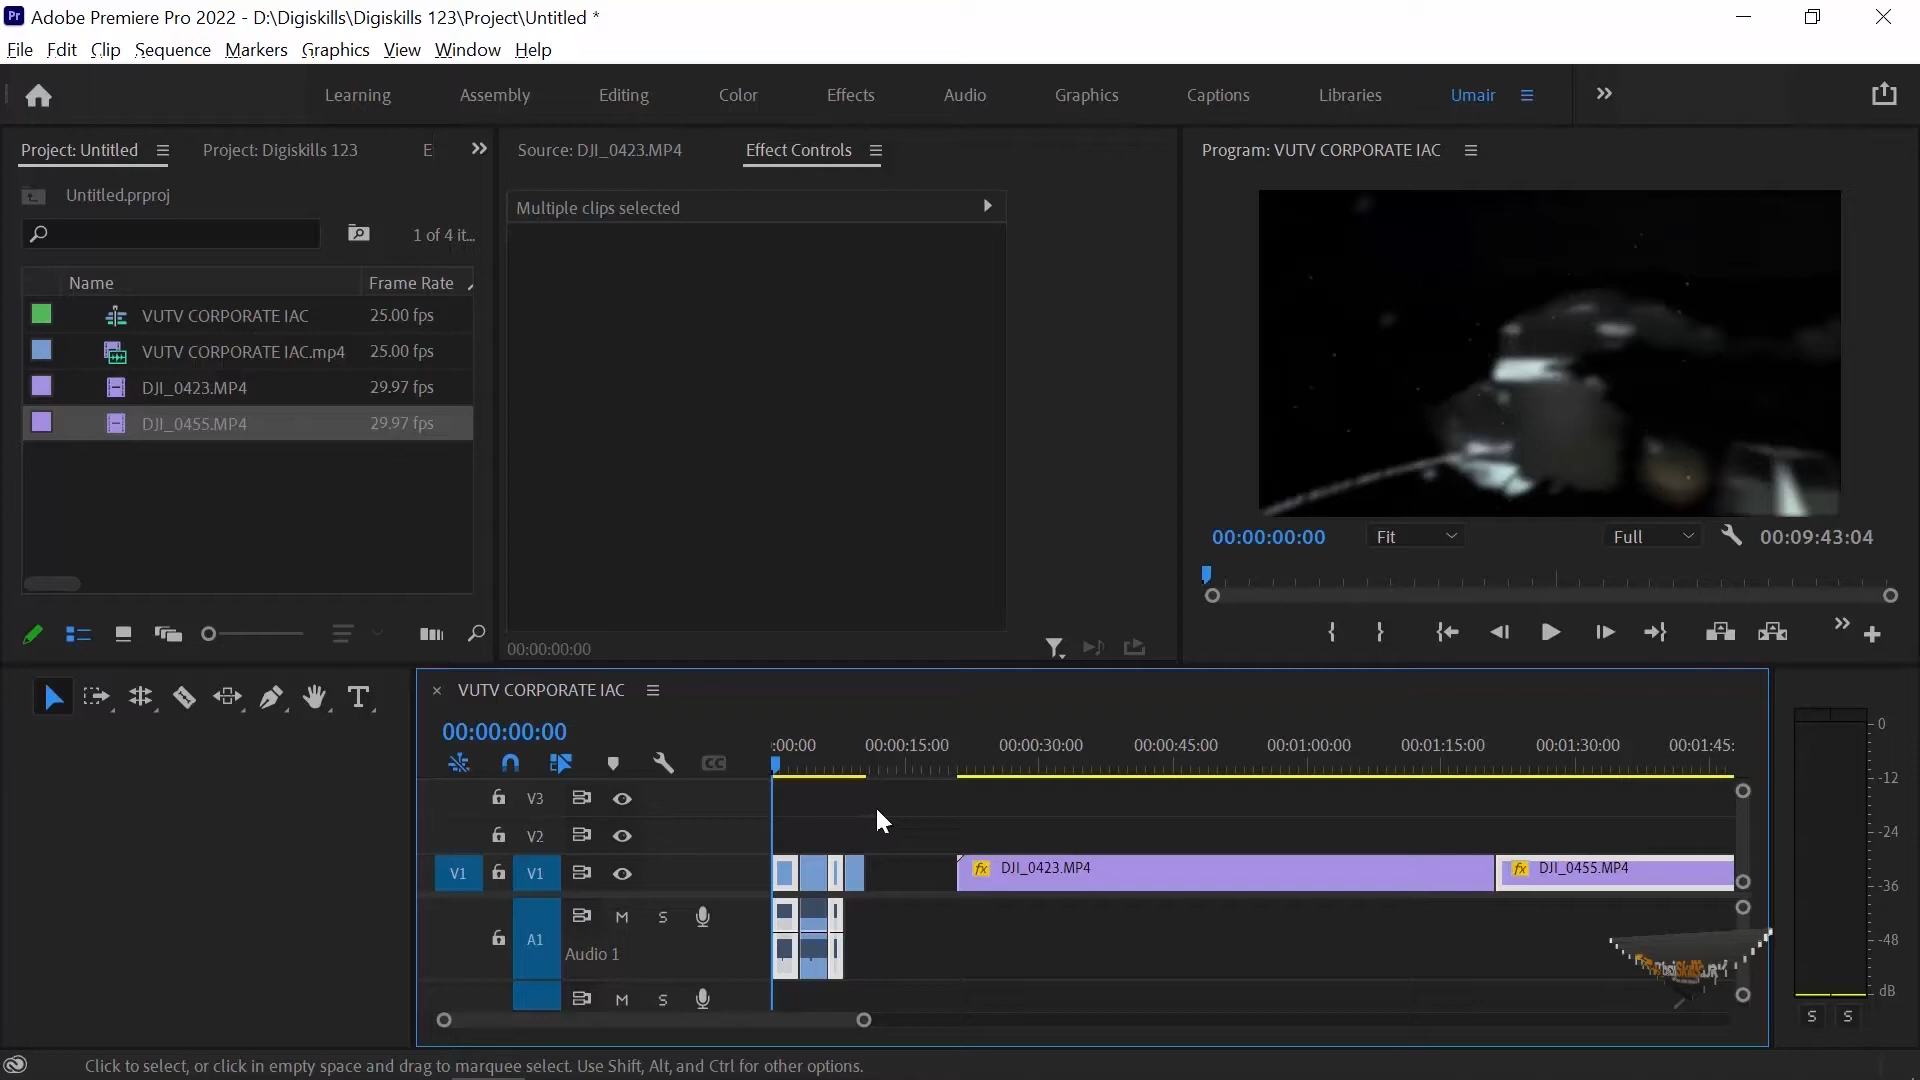 Pr Adobe Premiere Pro 2022 - D:\Digiskills\Digiskills 123\Project\Untitled *
File Edit Clip Sequence Markers Graphics View Window Help
Learning Assembly Editing Color Effects Audio Graphics Captions Libraries Umair
Project: Untitled Project: Digiskills 123 E
Source: DJI_0423.MP4 Effect Controls
Program: VUTV CORPORATE IAC
Untitled.prproj
Multiple clips selected
1 of 4 it...
Name Frame Rate
VUTV CORPORATE IAC 25.00 fps
VUTV CORPORATE IAC.mp4 25.00 fps
DJI_0423.MP4 29.97 fps
DJI_0455.MP4 29.97 fps
00:00:00:00 Fit Full 00:09:43:04
00:00:00:00
VUTV CORPORATE IAC
00:00:00:00
:00:00 00:00:15:00 00:00:30:00 00:00:45:00 00:01:00:00 00:01:15:00 00:01:30:00 00:01:45:
CC
T
V3
V2
V1 V1 fx DJI_0423.MP4 fx DJI_0455.MP4
A1 M S
Audio 1
M S
0
-12
-24
-36
-48
dB
S S
Click to select, or click in empty space and drag to marquee select. Use Shift, Alt, and Ctrl for other options.